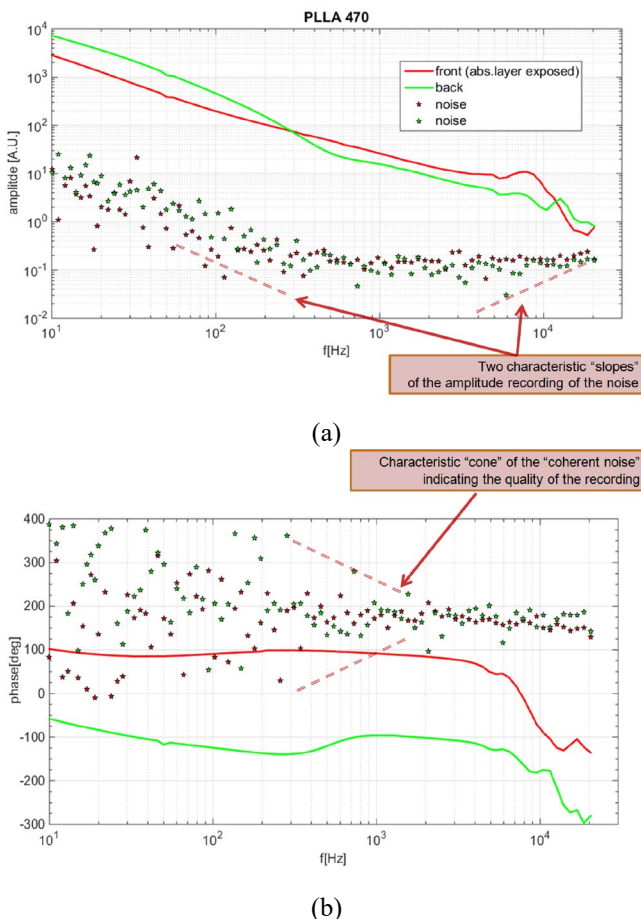 PLLA 470
10^4
10^3
10^2
10^1
10^0
10^-1
10^-2
amplitde [A.U.]
front (abs.layer exposed)
back
noise
noise
10^1
10^2
10^3
10^4
f[Hz]
Two characteristic “slopes”
of the amplitude recording of the noise
(a)
Characteristic “cone” of the “coherent noise”
indicating the quality of the recording
400
300
200
100
0
-100
-200
-300
phase[deg]
10^1
10^2
10^3
10^4
f[Hz]
(b)